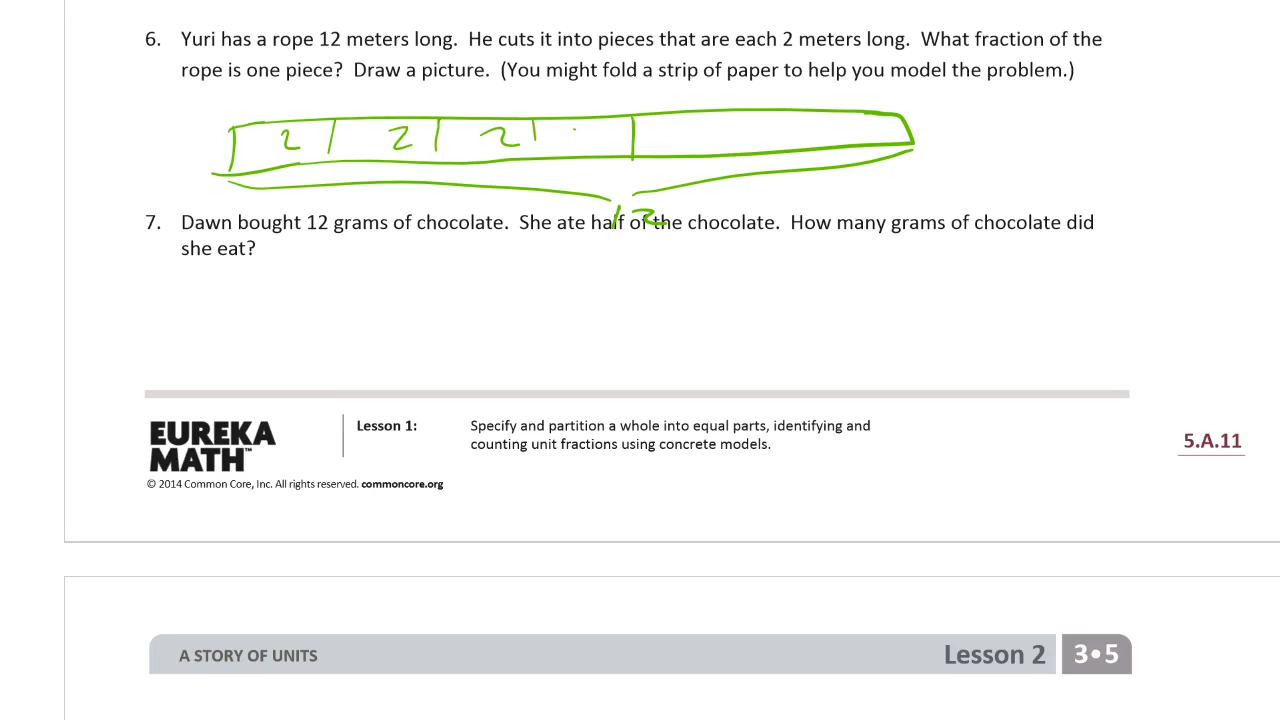 6. Yuri has a rope 12 meters long. He cuts it into pieces that are each 2 meters long. What fraction of the
rope is one piece? Draw a picture. (You might fold a strip of paper to help you model the problem.)
2 2 2
12
7. Dawn bought 12 grams of chocolate. She ate half of the chocolate. How many grams of chocolate did
she eat?
EUREKA
MATH™
Lesson 1: Specify and partition a whole into equal parts, identifying and
counting unit fractions using concrete models.
5.A.11
© 2014 Common Core, Inc. All rights reserved. commoncore.org
A STORY OF UNITS Lesson 2 3•5